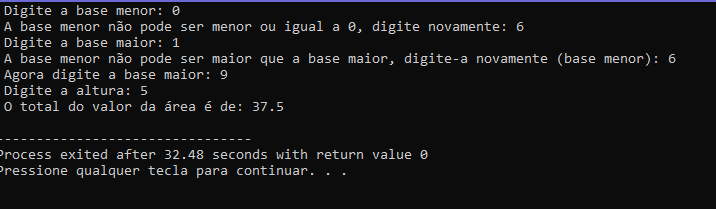 Digite a base menor: 0
A base menor não pode ser menor ou igual a 0, digite novamente: 6
Digite a base maior: 1
A base menor não pode ser maior que a base maior, digite-a novamente (base menor): 6
Agora digite a base maior: 9
Digite a altura: 5
O total do valor da área é de: 37.5
--------------------------------
Process exited after 32.48 seconds with return value 0
Pressione qualquer tecla para continuar. . .